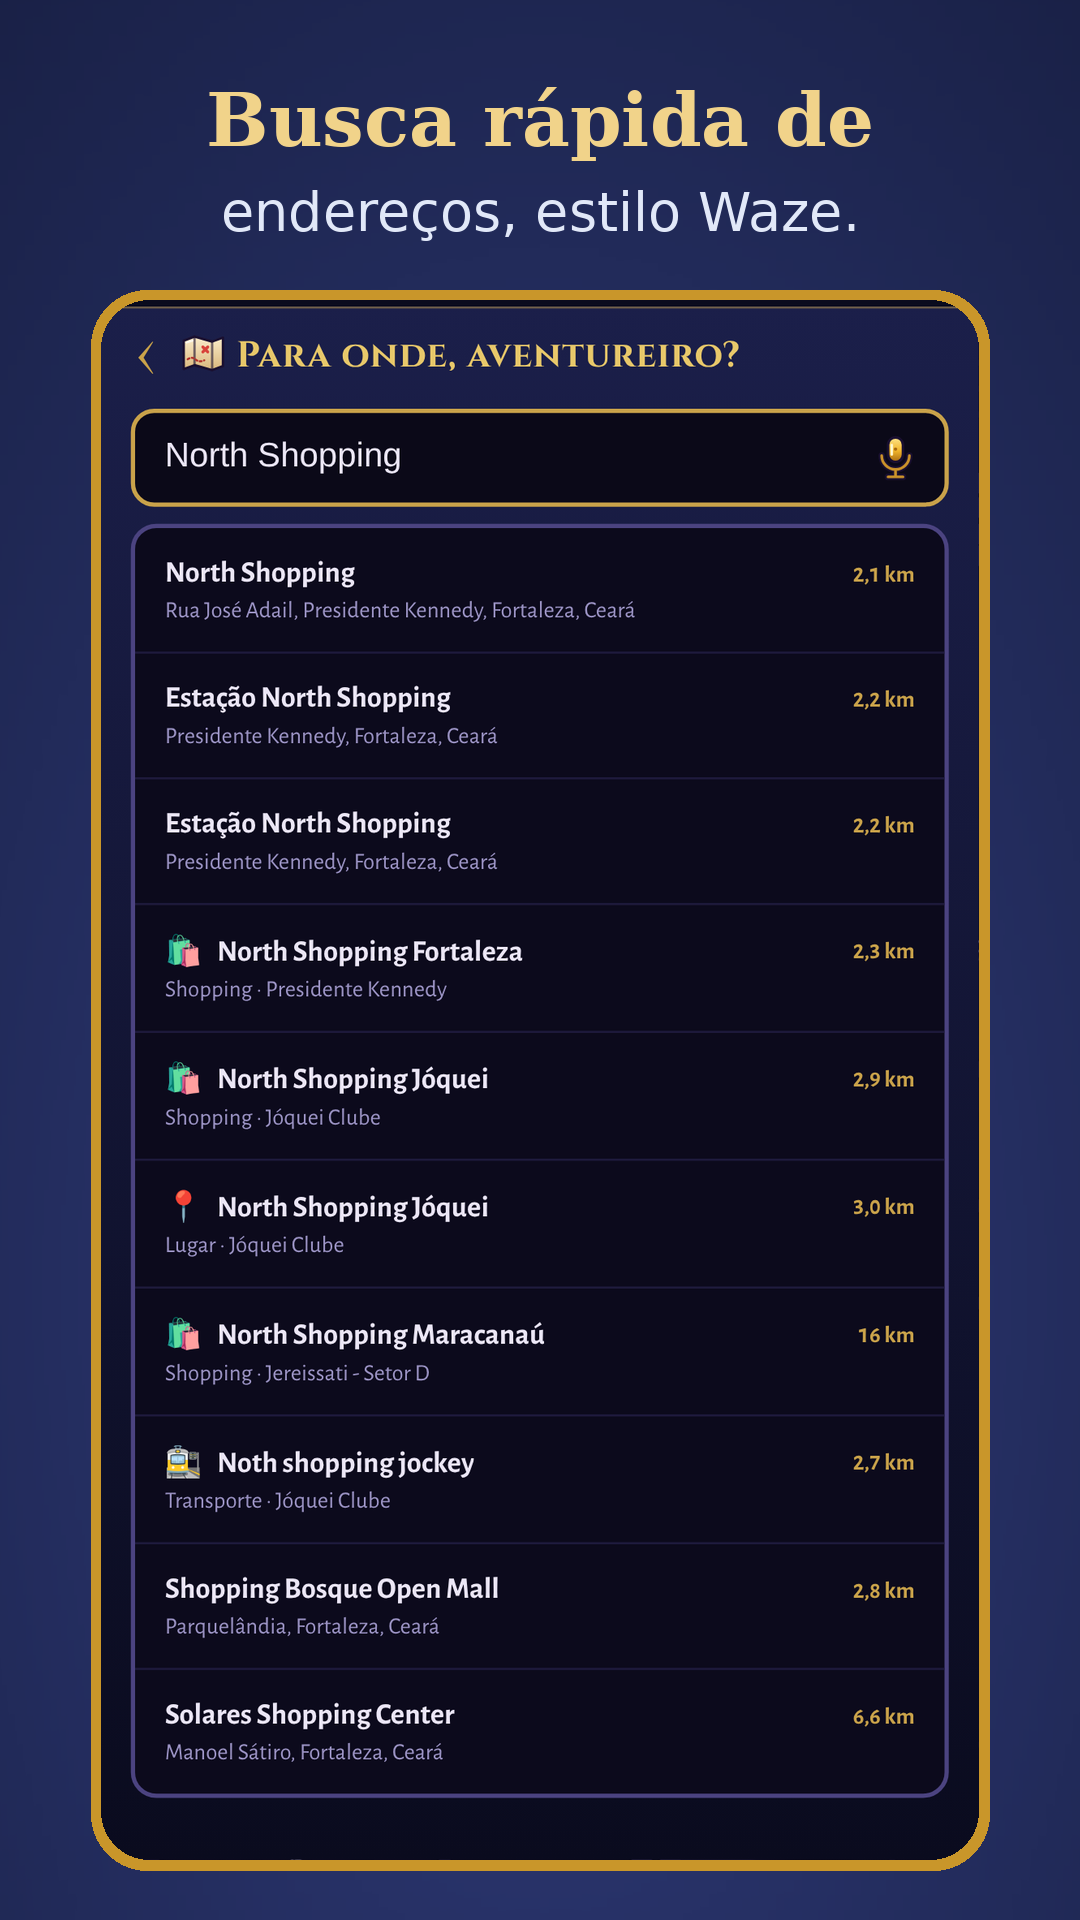 Busca rápida de
endereços, estilo Waze.
Para onde, aventureiro?
North Shopping
North Shopping 2,1 km
Rua José Adail, Presidente Kennedy, Fortaleza, Ceará
Estação North Shopping 2,2 km
Presidente Kennedy, Fortaleza, Ceará
Estação North Shopping 2,2 km
Presidente Kennedy, Fortaleza, Ceará
North Shopping Fortaleza 2,3 km
Shopping · Presidente Kennedy
North Shopping Jóquei 2,9 km
Shopping · Jóquei Clube
North Shopping Jóquei 3,0 km
Lugar · Jóquei Clube
North Shopping Maracanaú 16 km
Shopping · Jereissati - Setor D
Noth shopping jockey 2,7 km
Transporte · Jóquei Clube
Shopping Bosque Open Mall 2,8 km
Parquelândia, Fortaleza, Ceará
Solares Shopping Center 6,6 km
Manoel Sátiro, Fortaleza, Ceará